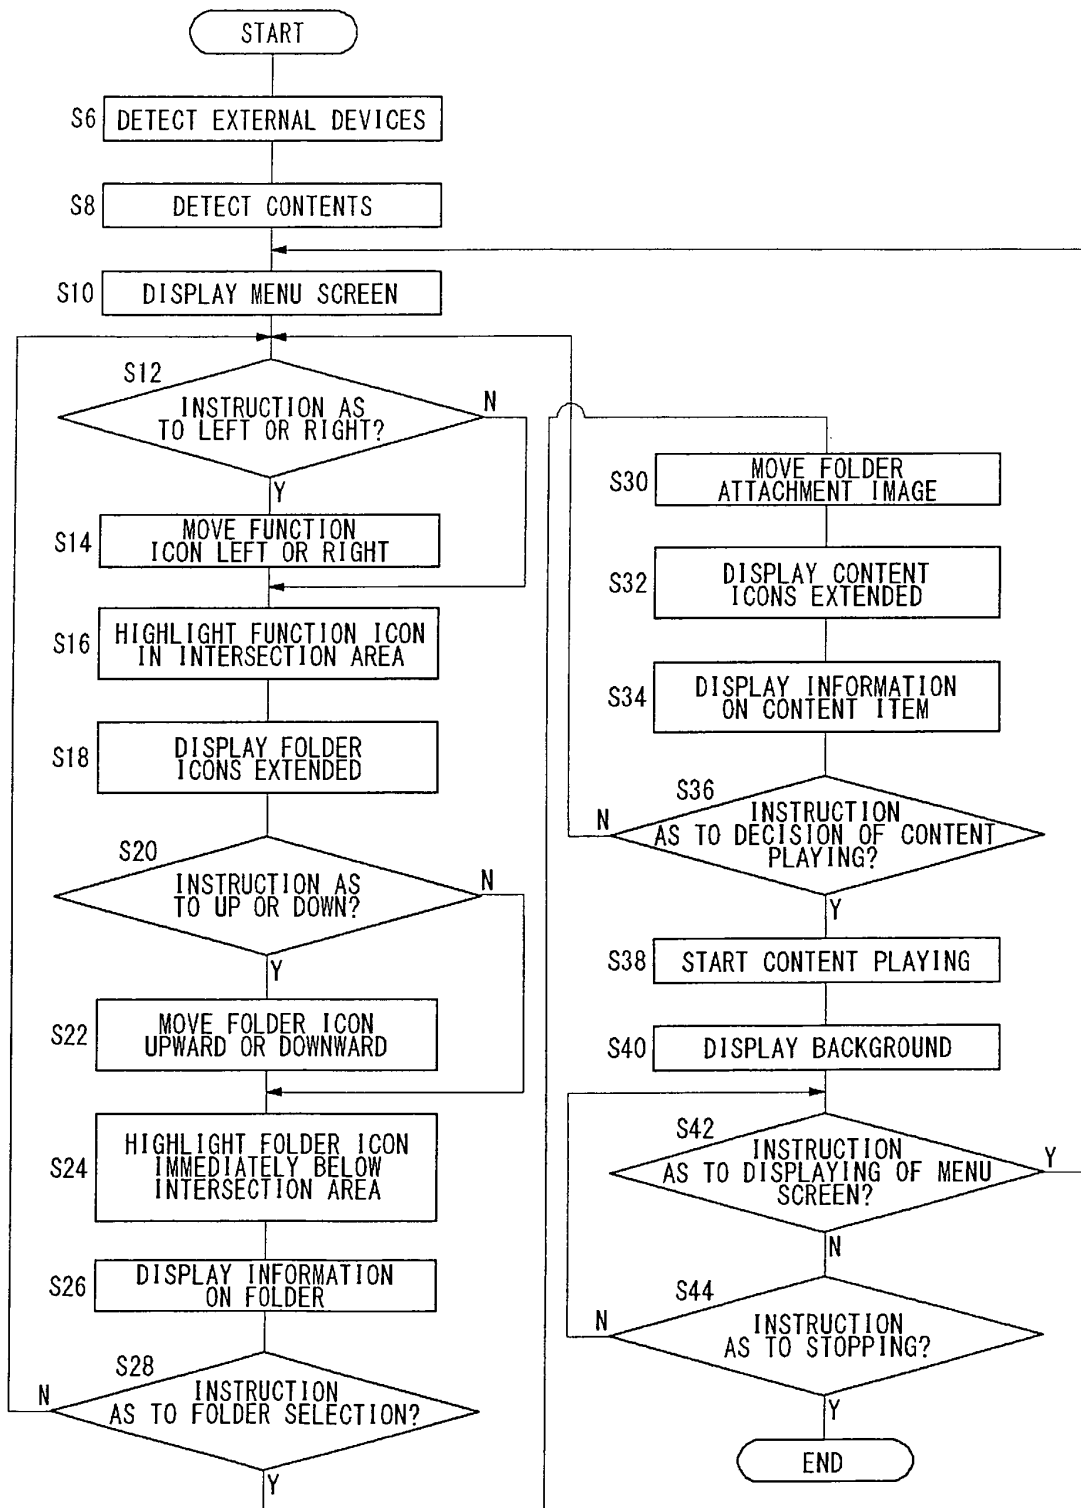 START
S6
DETECT EXTERNAL DEVICES
S8
DETECT CONTENTS
S10
DISPLAY MENU SCREEN
S12
INSTRUCTION AS
TO LEFT OR RIGHT?
N
Y
S14
MOVE FUNCTION
ICON LEFT OR RIGHT
S16
HIGHLIGHT FUNCTION ICON
IN INTERSECTION AREA
S18
DISPLAY FOLDER
ICONS EXTENDED
S20
INSTRUCTION AS
TO UP OR DOWN?
N
Y
S22
MOVE FOLDER ICON
UPWARD OR DOWNWARD
S24
HIGHLIGHT FOLDER ICON
IMMEDIATELY BELOW
INTERSECTION AREA
S26
DISPLAY INFORMATION
ON FOLDER
S28
INSTRUCTION
AS TO FOLDER SELECTION?
N
Y
S30
MOVE FOLDER
ATTACHMENT IMAGE
S32
DISPLAY CONTENT
ICONS EXTENDED
S34
DISPLAY INFORMATION
ON CONTENT ITEM
S36
INSTRUCTION
AS TO DECISION OF CONTENT
PLAYING?
N
Y
S38
START CONTENT PLAYING
S40
DISPLAY BACKGROUND
S42
INSTRUCTION
AS TO DISPLAYING OF MENU
SCREEN?
Y
N
S44
INSTRUCTION
AS TO STOPPING?
N
Y
END